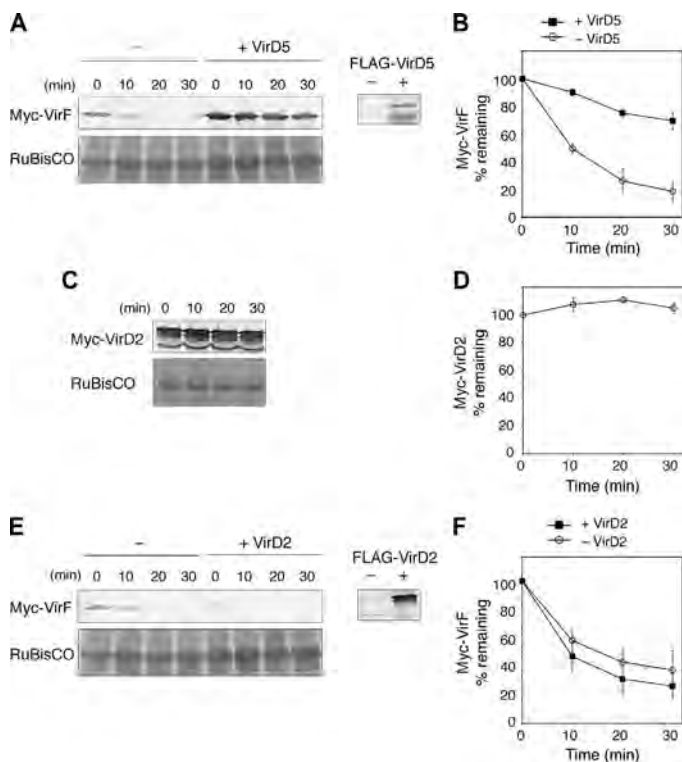 A
– + VirD5
(min) 0 10 20 30 0 10 20 30
Myc-VirF
RuBisCO
FLAG-VirD5
– +
B
+ VirD5
– VirD5
Myc-VirF
% remaining
100
80
60
40
20
0
0 10 20 30
Time (min)
C
(min) 0 10 20 30
Myc-VirD2
RuBisCO
D
Myc-VirD2
% remaining
100
80
60
40
20
0
0 10 20 30
Time (min)
E
– + VirD2
(min) 0 10 20 30 0 10 20 30
Myc-VirF
RuBisCO
FLAG-VirD2
– +
F
+ VirD2
– VirD2
Myc-VirF
% remaining
100
80
60
40
20
0
0 10 20 30
Time (min)